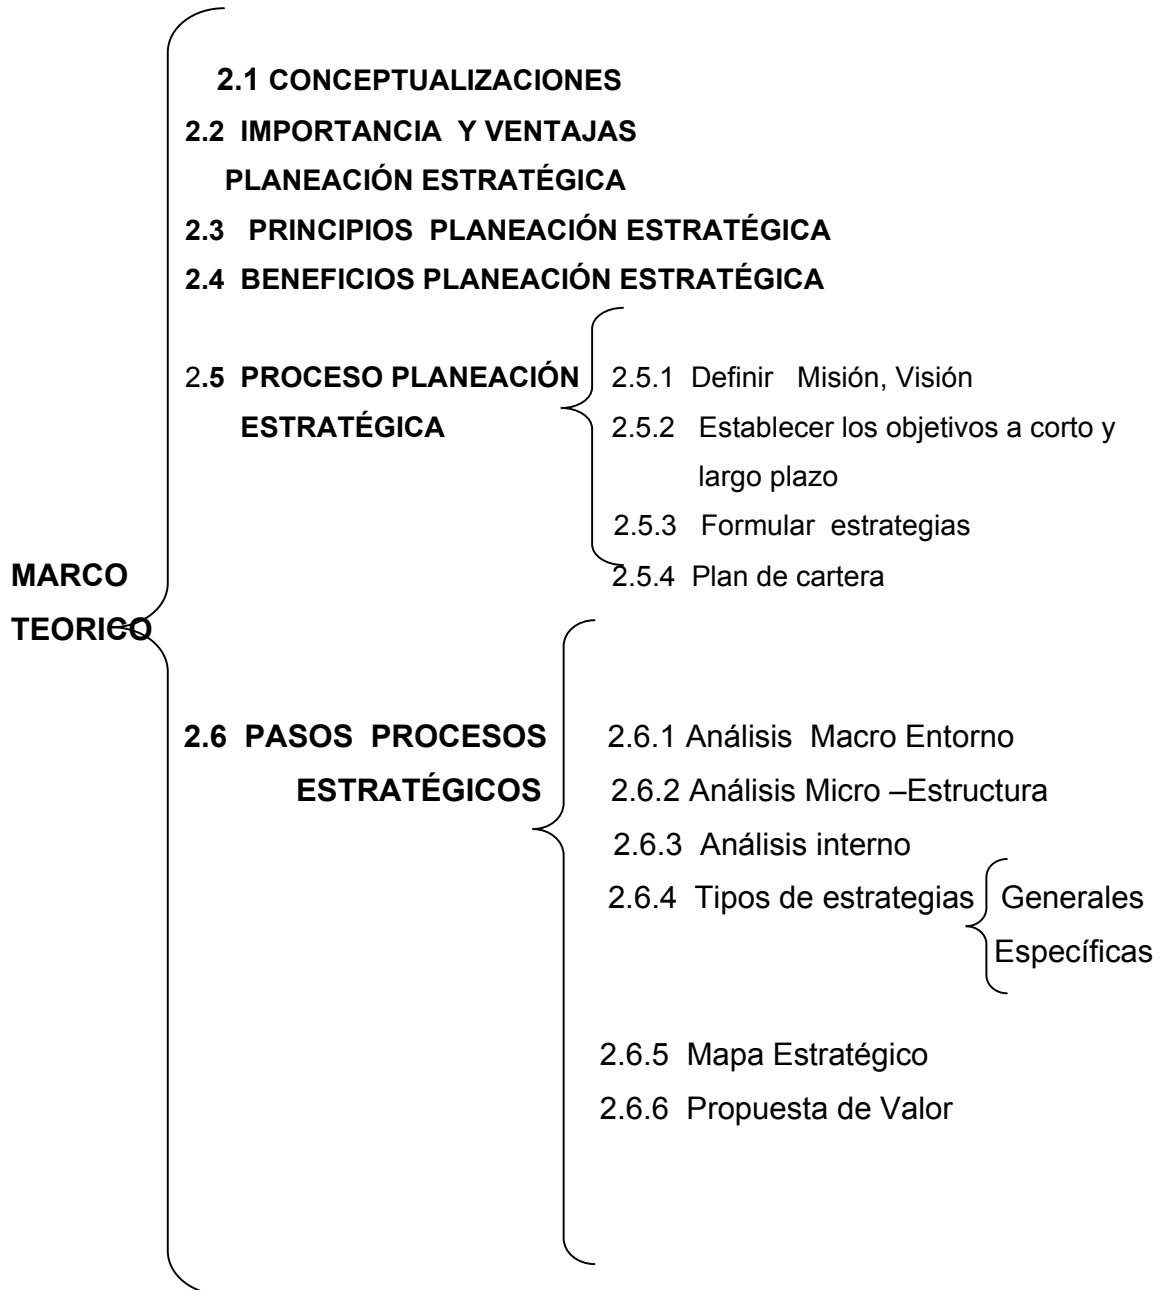 2.1 CONCEPTUALIZACIONES
2.2 IMPORTANCIA Y VENTAJAS
PLANEACIÓN ESTRATÉGICA
2.3 PRINCIPIOS PLANEACIÓN ESTRATÉGICA
2.4 BENEFICIOS PLANEACIÓN ESTRATÉGICA
2.5 PROCESO PLANEACIÓN
ESTRATÉGICA
2.5.1 Definir Misión, Visión
2.5.2 Establecer los objetivos a corto y
largo plazo
2.5.3 Formular estrategias
2.5.4 Plan de cartera
MARCO
TEORICO
2.6 PASOS PROCESOS
ESTRATÉGICOS
2.6.1 Análisis Macro Entorno
2.6.2 Análisis Micro –Estructura
2.6.3 Análisis interno
2.6.4 Tipos de estrategias
Generales
Específicas
2.6.5 Mapa Estratégico
2.6.6 Propuesta de Valor